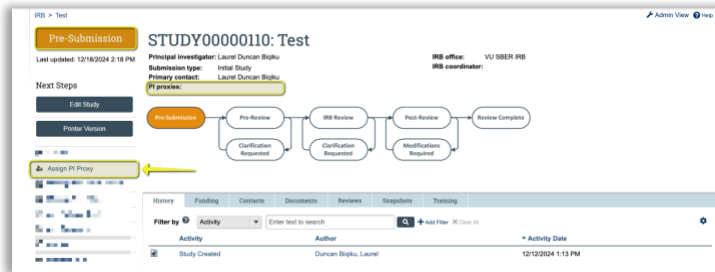 IRB > Test
Admin View Help
Pre-Submission
Last updated: 12/18/2024 2:18 PM
Next Steps
Edit Study
Printer Version
Assign PI Proxy
STUDY00000110: Test
Principal investigator: Laurel Duncan Biqiku
Submission type: Initial Study
Primary contact: Laurel Duncan Biqiku
PI proxies:
IRB office: VU SBER IRB
IRB coordinator:
Pre-Submission
Pre-Review
IRB Review
Post-Review
Review Complete
Clarification Requested
Clarification Requested
Modifications Required
History Funding Contacts Documents Reviews Snapshots Training
Filter by Activity Enter text to search Add Filter Clear All
Activity Author Activity Date
Study Created Duncan Biqiku, Laurel 12/12/2024 1:13 PM